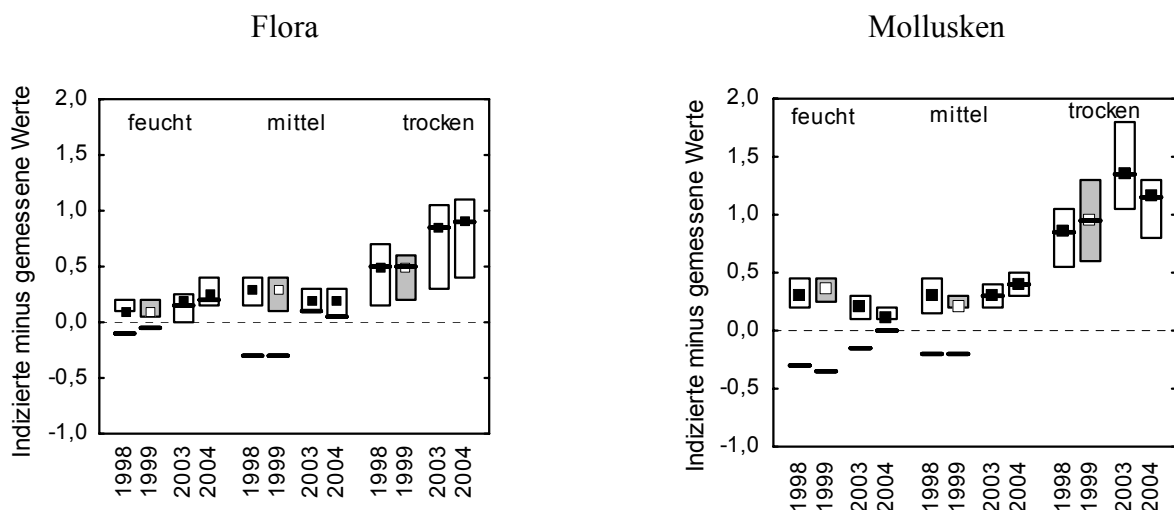 Flora
Indizierte minus gemessene Werte
2,0
1,5
1,0
0,5
0,0
-0,5
-1,0
feucht mittel trocken
1998 1999 2003 2004 1998 1999 2003 2004 1998 1999 2003 2004
Mollusken
Indizierte minus gemessene Werte
2,0
1,5
1,0
0,5
0,0
-0,5
-1,0
feucht mittel trocken
1998 1999 2003 2004 1998 1999 2003 2004 1998 1999 2003 2004